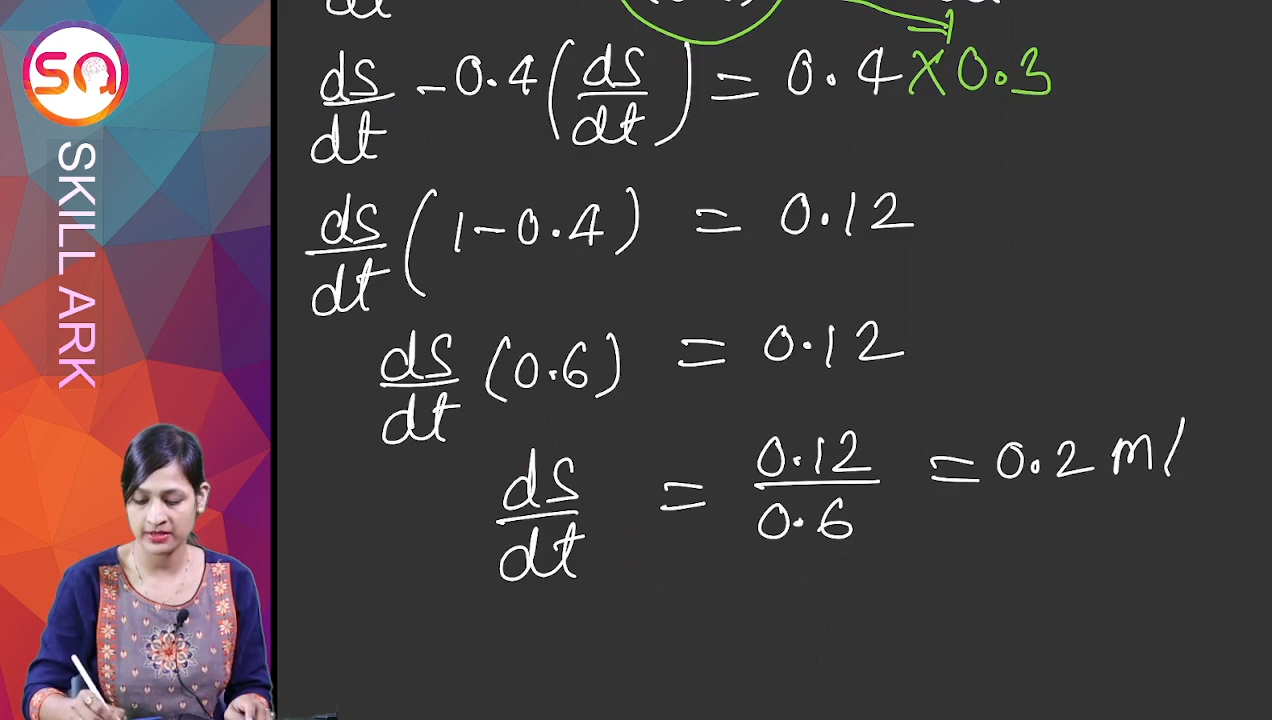 SA
SKILL ARK
dt
ds/dt - 0.4 (ds/dt) = 0.4 × 0.3
ds/dt (1 - 0.4) = 0.12
ds/dt (0.6) = 0.12
ds/dt = 0.12/0.6 = 0.2 m/